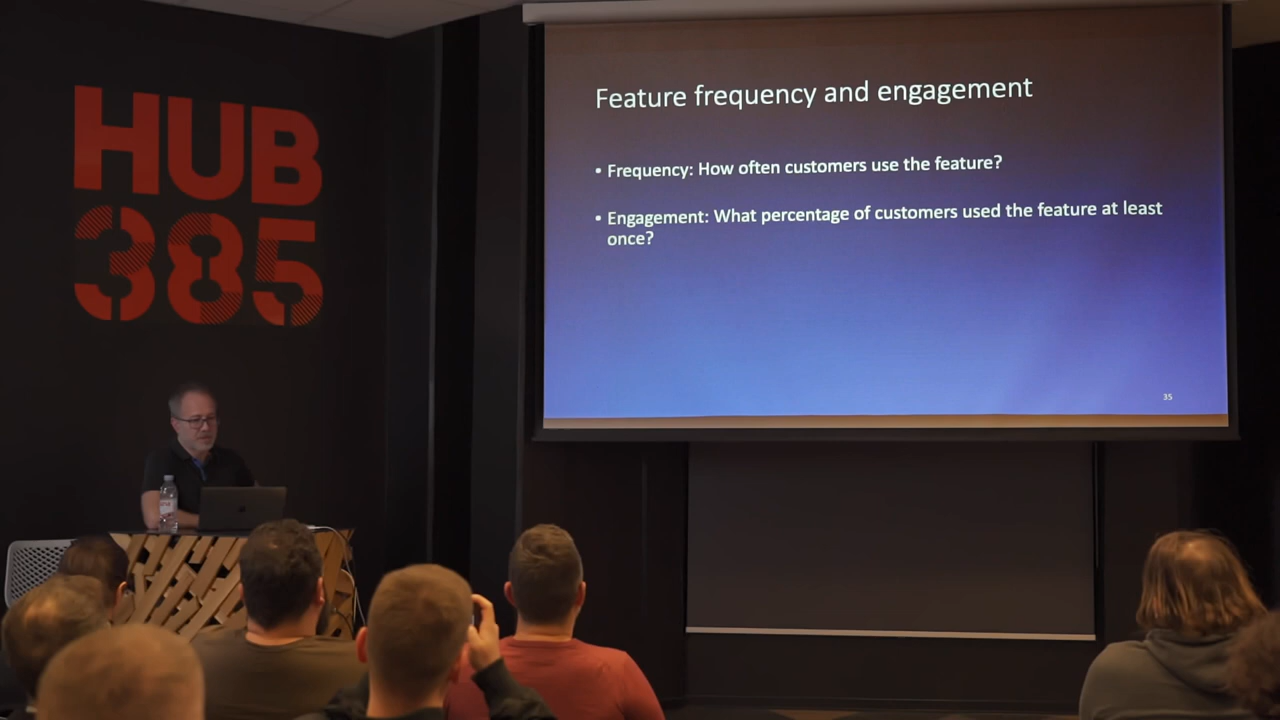 HUB
385
Feature frequency and engagement
• Frequency: How often customers use the feature?
• Engagement: What percentage of customers used the feature at least
once?
35